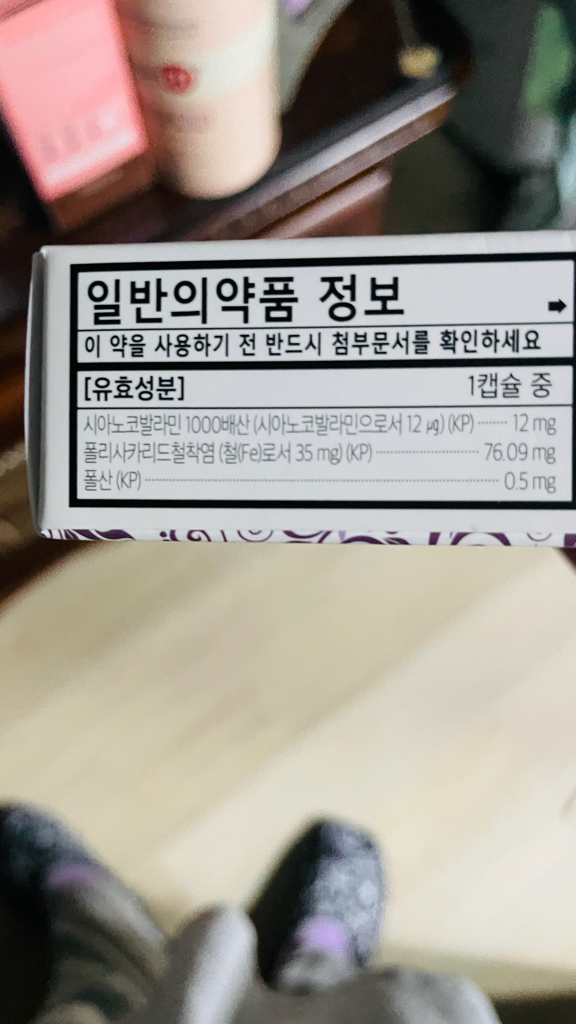 일반의약품 정보
이 약을 사용하기 전 반드시 첨부문서를 확인하세요
[유효성분] 1캡슐 중
시아노코발라민 1000배산 (시아노코발라민으로서 12 ㎍) (KP) ········ 12 mg
폴리사카리드철착염 (철(Fe)로서 35 mg) (KP) ···························· 76.09 mg
폴산 (KP) ························································································ 0.5 mg